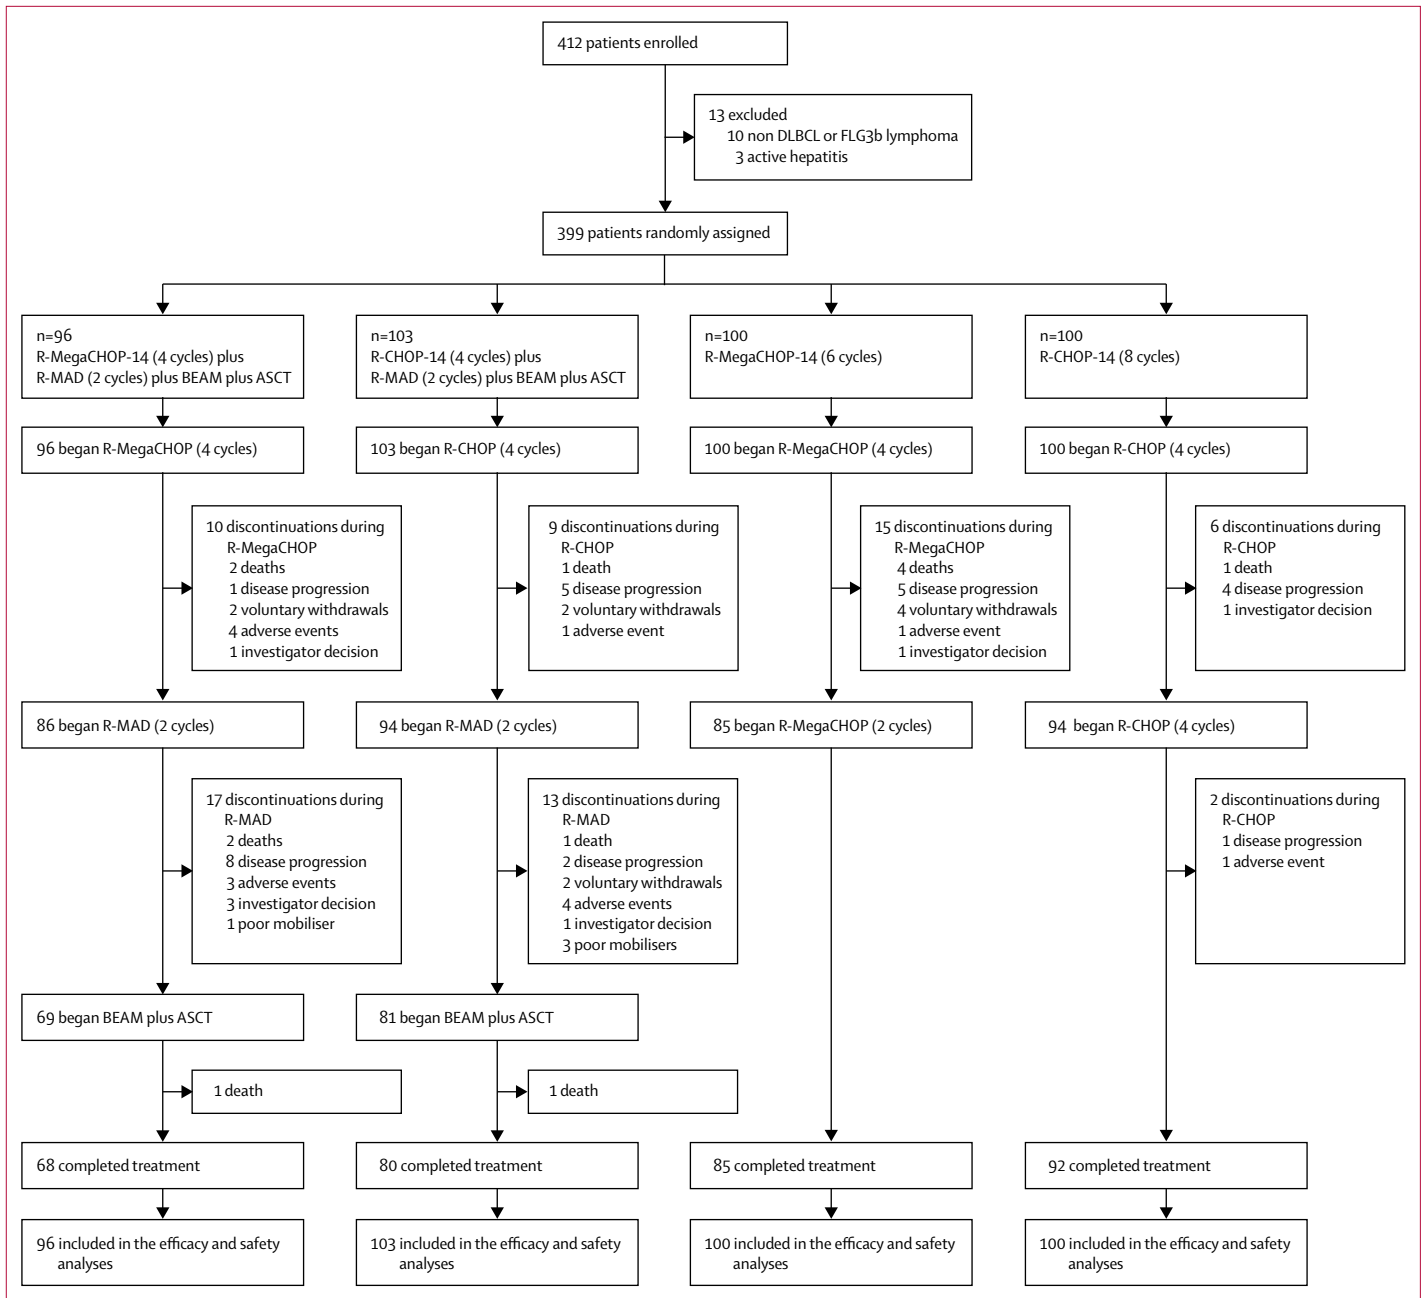 412 patients enrolled
13 excluded
10 non DLBCL or FLG3b lymphoma
3 active hepatitis
399 patients randomly assigned
n=96
R-MegaCHOP-14 (4 cycles) plus
R-MAD (2 cycles) plus BEAM plus ASCT
n=103
R-CHOP-14 (4 cycles) plus
R-MAD (2 cycles) plus BEAM plus ASCT
n=100
R-MegaCHOP-14 (6 cycles)
n=100
R-CHOP-14 (8 cycles)
96 began R-MegaCHOP (4 cycles)
103 began R-CHOP (4 cycles)
100 began R-MegaCHOP (4 cycles)
100 began R-CHOP (4 cycles)
10 discontinuations during
R-MegaCHOP
2 deaths
1 disease progression
2 voluntary withdrawals
4 adverse events
1 investigator decision
9 discontinuations during
R-CHOP
1 death
5 disease progression
2 voluntary withdrawals
1 adverse event
15 discontinuations during
R-MegaCHOP
4 deaths
5 disease progression
4 voluntary withdrawals
1 adverse event
1 investigator decision
6 discontinuations during
R-CHOP
1 death
4 disease progression
1 investigator decision
86 began R-MAD (2 cycles)
94 began R-MAD (2 cycles)
85 began R-MegaCHOP (2 cycles)
94 began R-CHOP (4 cycles)
17 discontinuations during
R-MAD
2 deaths
8 disease progression
3 adverse events
3 investigator decision
1 poor mobiliser
13 discontinuations during
R-MAD
1 death
2 disease progression
2 voluntary withdrawals
4 adverse events
1 investigator decision
3 poor mobilisers
2 discontinuations during
R-CHOP
1 disease progression
1 adverse event
69 began BEAM plus ASCT
81 began BEAM plus ASCT
1 death
1 death
68 completed treatment
80 completed treatment
85 completed treatment
92 completed treatment
96 included in the efficacy and safety
analyses
103 included in the efficacy and safety
analyses
100 included in the efficacy and safety
analyses
100 included in the efficacy and safety
analyses